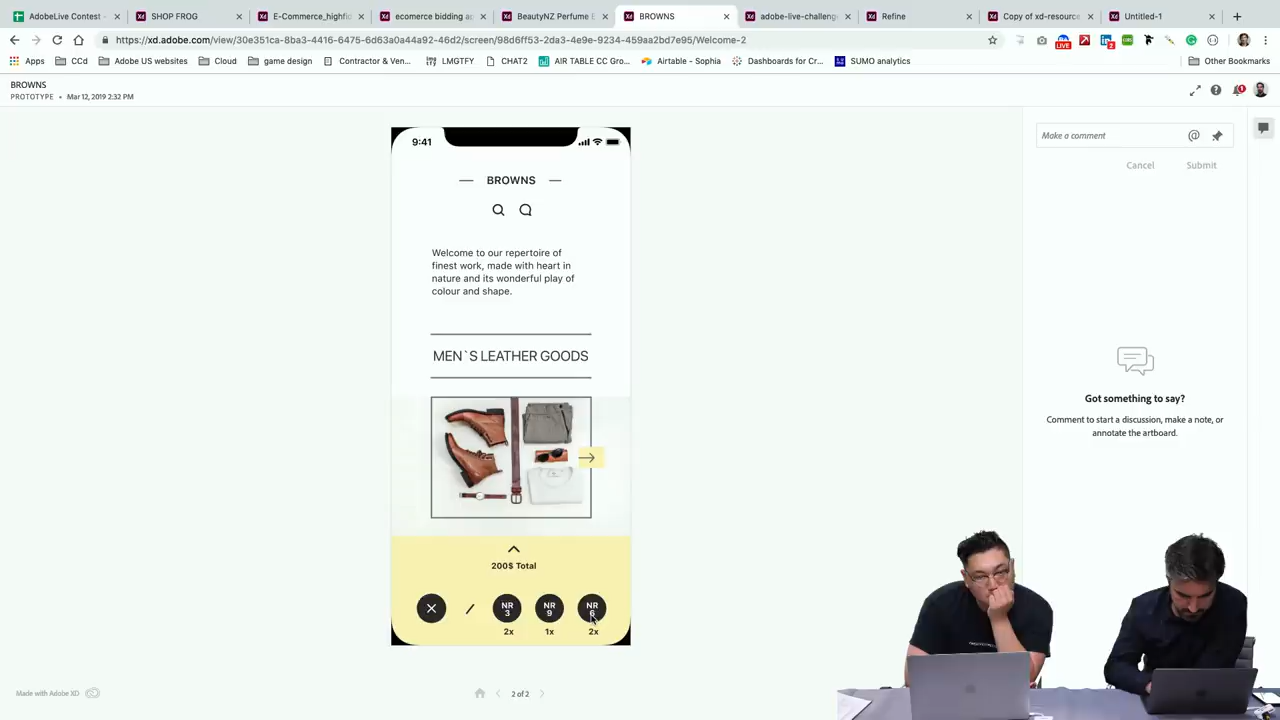 AdobeLive Contest -
SHOP FROG
E-Commerce_highfi
ecomerce bidding a
BeautyNZ Perfume E
BROWNS
adobe-live-challeng
Refine
Copy of xd-resourc
Untitled-1
https://xd.adobe.com/view/30e351ca-8ba3-4416-6475-6d63a0a44a92-46d2/screen/98d6ff53-2da3-4e9e-9234-459aa2bd7e95/Welcome-2
Apps
CCd
Adobe US websites
Cloud
game design
Contractor & Ven...
LMGTFY
CHAT2
AIR TABLE CC Gro...
Airtable - Sophia
Dashboards for Cr...
SUMO analytics
Other Bookmarks
BROWNS
PROTOTYPE • Mar 12, 2019 2:32 PM
9:41
BROWNS
Welcome to our repertoire of
finest work, made with heart in
nature and its wonderful play of
colour and shape.
MEN`S LEATHER GOODS
200$ Total
NR
3
NR
9
NR
6
2x
1x
2x
Make a comment
Cancel
Submit
Got something to say?
Comment to start a discussion, make a note, or
annotate the artboard.
Made with Adobe XD
2 of 2